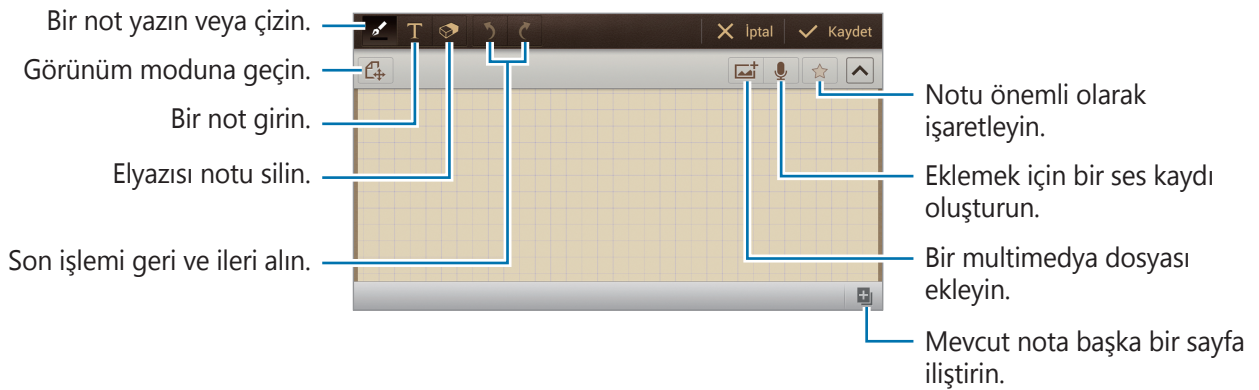 Bir not yazın veya çizin.
Görünüm moduna geçin.
Bir not girin.
Elyazısı notu silin.
Son işlemi geri ve ileri alın.
T
İptal
Kaydet
Notu önemli olarak
işaretleyin.
Eklemek için bir ses kaydı
oluşturun.
Bir multimedya dosyası
ekleyin.
Mevcut nota başka bir sayfa
iliştirin.